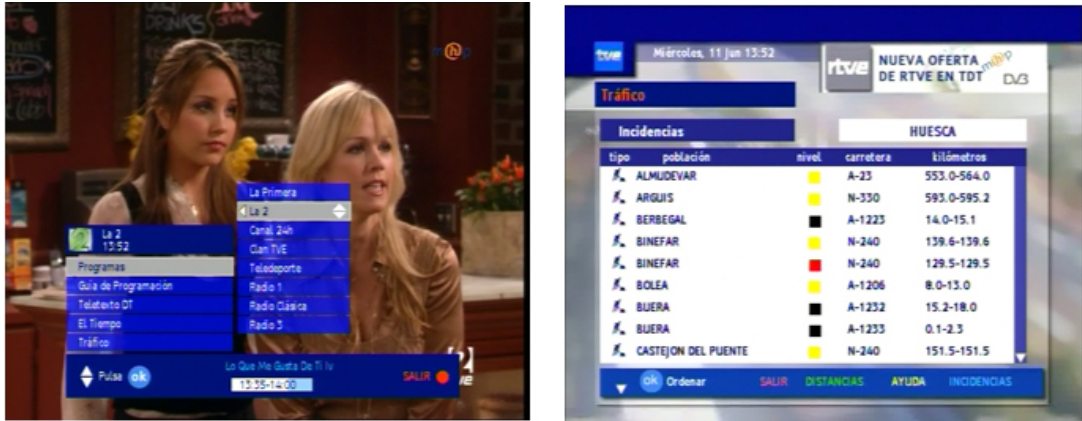 DRINKS
m@p
La Primera
La 2
Canal 24h
Clan TVE
Teledeporte
Radio 1
Radio Clásica
Radio 3
La 2
13:52
Programas
Guia de Programación
Teletexto DT
El Tiempo
Tráfico
Lo Que Me Gusta De Ti Iv
Pulsa ok
13:35-14:00
SALIR
2
tve
Miércoles, 11 Jun 13:52
rtve
NUEVA OFERTA
DE RTVE EN TDT
DVB
Tráfico
Incidencias
HUESCA
tipo población nivel carretera kilómetros
ALMUDEVAR A-23 553.0-564.0
ARGUIS N-330 593.0-595.2
BERBEGAL A-1223 14.0-15.1
BINEFAR N-240 139.6-139.6
BINEFAR N-240 129.5-129.5
BOLEA A-1206 8.0-13.0
BUERA A-1232 15.2-18.0
BUERA A-1233 0.1-2.3
CASTEJON DEL PUENTE N-240 151.5-151.5
ok Ordenar SALIR DISTANCIAS AYUDA INCIDENCIAS